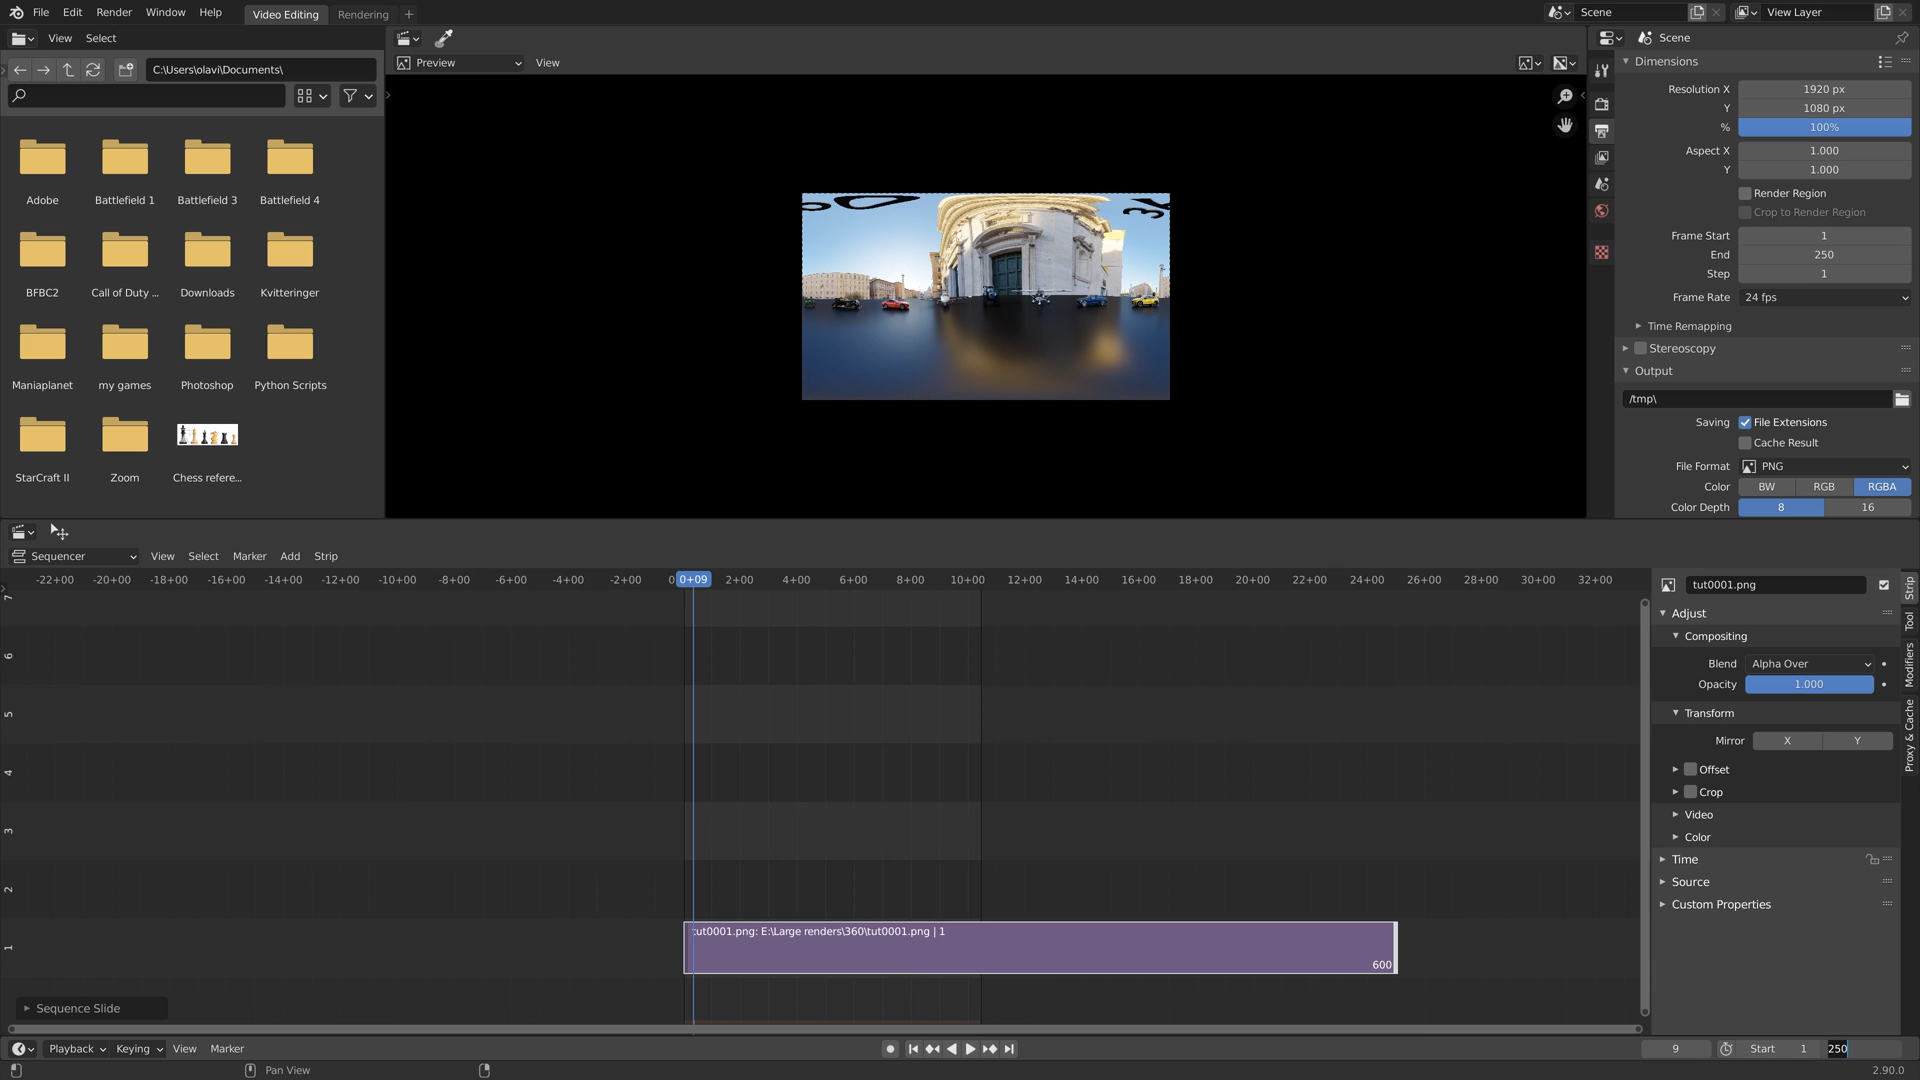 File Edit Render Window Help Video Editing Rendering Scene View Layer
View Select
C:\Users\olavi\Documents\
Adobe Battlefield 1 Battlefield 3 Battlefield 4
BFBC2 Call of Duty ... Downloads Kvitteringer
Maniaplanet my games Photoshop Python Scripts
StarCraft II Zoom Chess refere...
Preview View
Scene
Dimensions
Resolution X 1920 px
Y 1080 px
% 100%
Aspect X 1.000
Y 1.000
Render Region
Crop to Render Region
Frame Start 1
End 250
Step 1
Frame Rate 24 fps
Time Remapping
Stereoscopy
Output
/tmp\
Saving File Extensions
Cache Result
File Format PNG
Color BW RGB RGBA
Color Depth 8 16
Sequencer View Select Marker Add Strip
-22+00 -20+00 -18+00 -16+00 -14+00 -12+00 -10+00 -8+00 -6+00 -4+00 -2+00 0+09 2+00 4+00 6+00 8+00 10+00 12+00 14+00 16+00 18+00 20+00 22+00 24+00 26+00 28+00 30+00 32+00
7
6
5
4
3
2
1
tut0001.png: E:\Large renders\360\tut0001.png | 1
600
Sequence Slide
tut0001.png
Adjust
Compositing
Blend Alpha Over
Opacity 1.000
Transform
Mirror X Y
Offset
Crop
Video
Color
Time
Source
Custom Properties
Strip
Tool
Modifiers
Proxy & Cache
Playback Keying View Marker 9 Start 1 250
Pan View 2.90.0